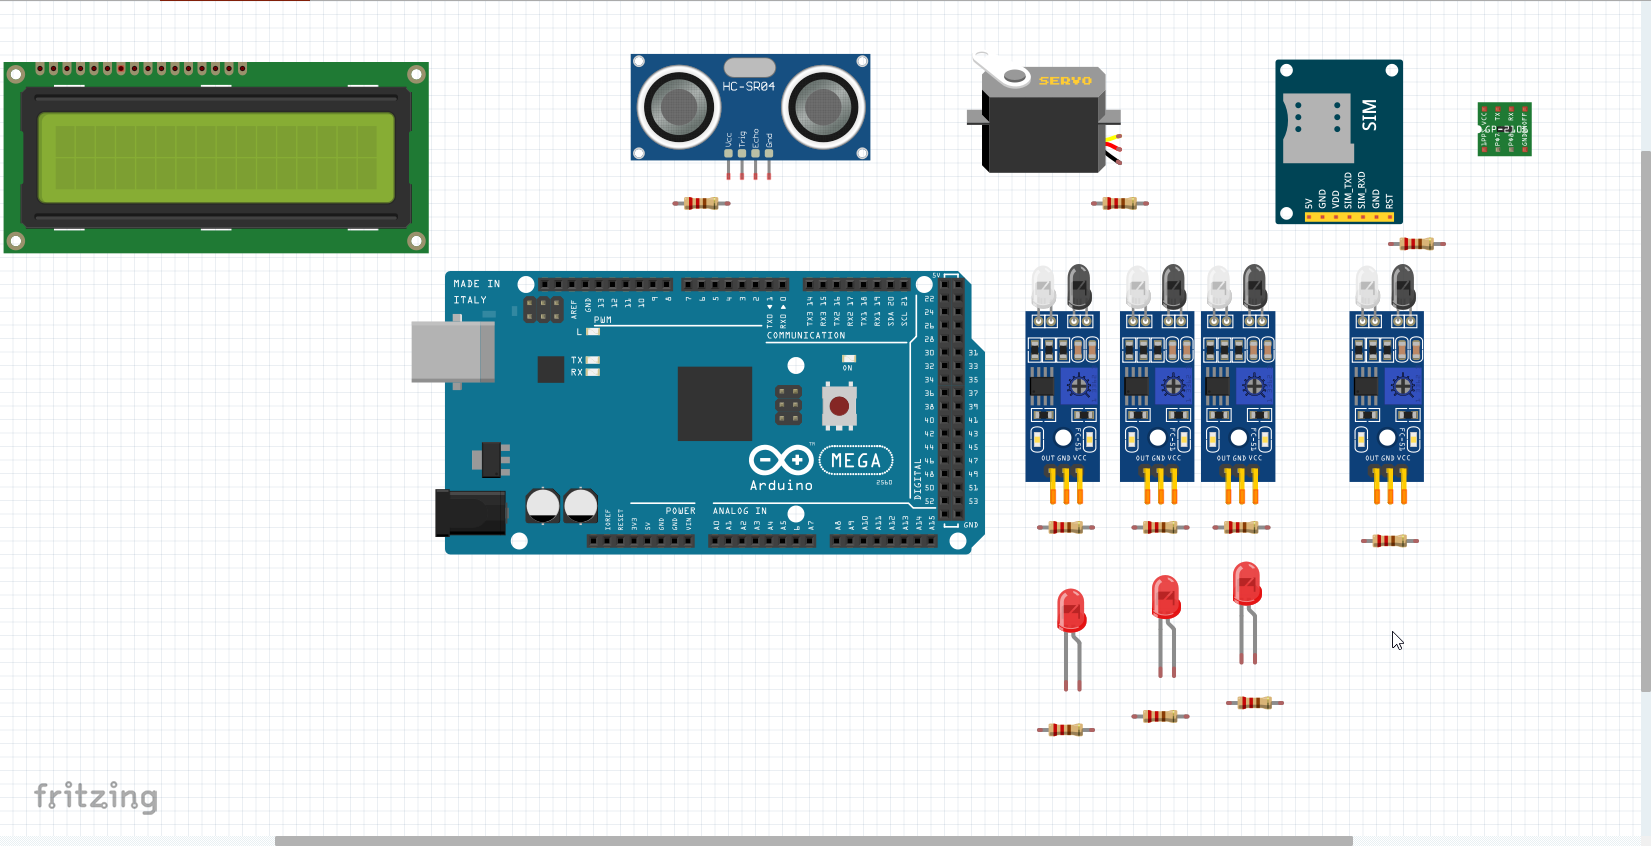 HC-SR04
Vcc
Trig
Echo
Gnd
SERVO
SIM
5V
GND
VDD
SIM_TXD
SIM_RXD
GND
RST
GP-2106
MADE IN
ITALY
AREF
GND
13
12
11
10
9
8
7
6
5
4
3
2
TX0 1
RX0 0
TX3 14
RX3 15
TX2 16
RX2 17
TX1 18
RX1 19
SDA 20
SCL 21
5V
PWM
COMMUNICATION
L
TX
RX
ON
22
24
26
28
30 31
32 33
34 35
36 37
38 39
40 41
42 43
44 45
46 47
48 49
50 51
52 53
GND
DIGITAL
MEGA
2560
Arduino
TM
POWER
ANALOG IN
IOREF
RESET
3V3
5V
GND
GND
VIN
A0
A1
A2
A3
A4
A5
A6
A7
A8
A9
A10
A11
A12
A13
A14
A15
FC-51
OUT GND VCC
FC-51
OUT GND VCC
FC-51
OUT GND VCC
FC-51
OUT GND VCC
fritzing